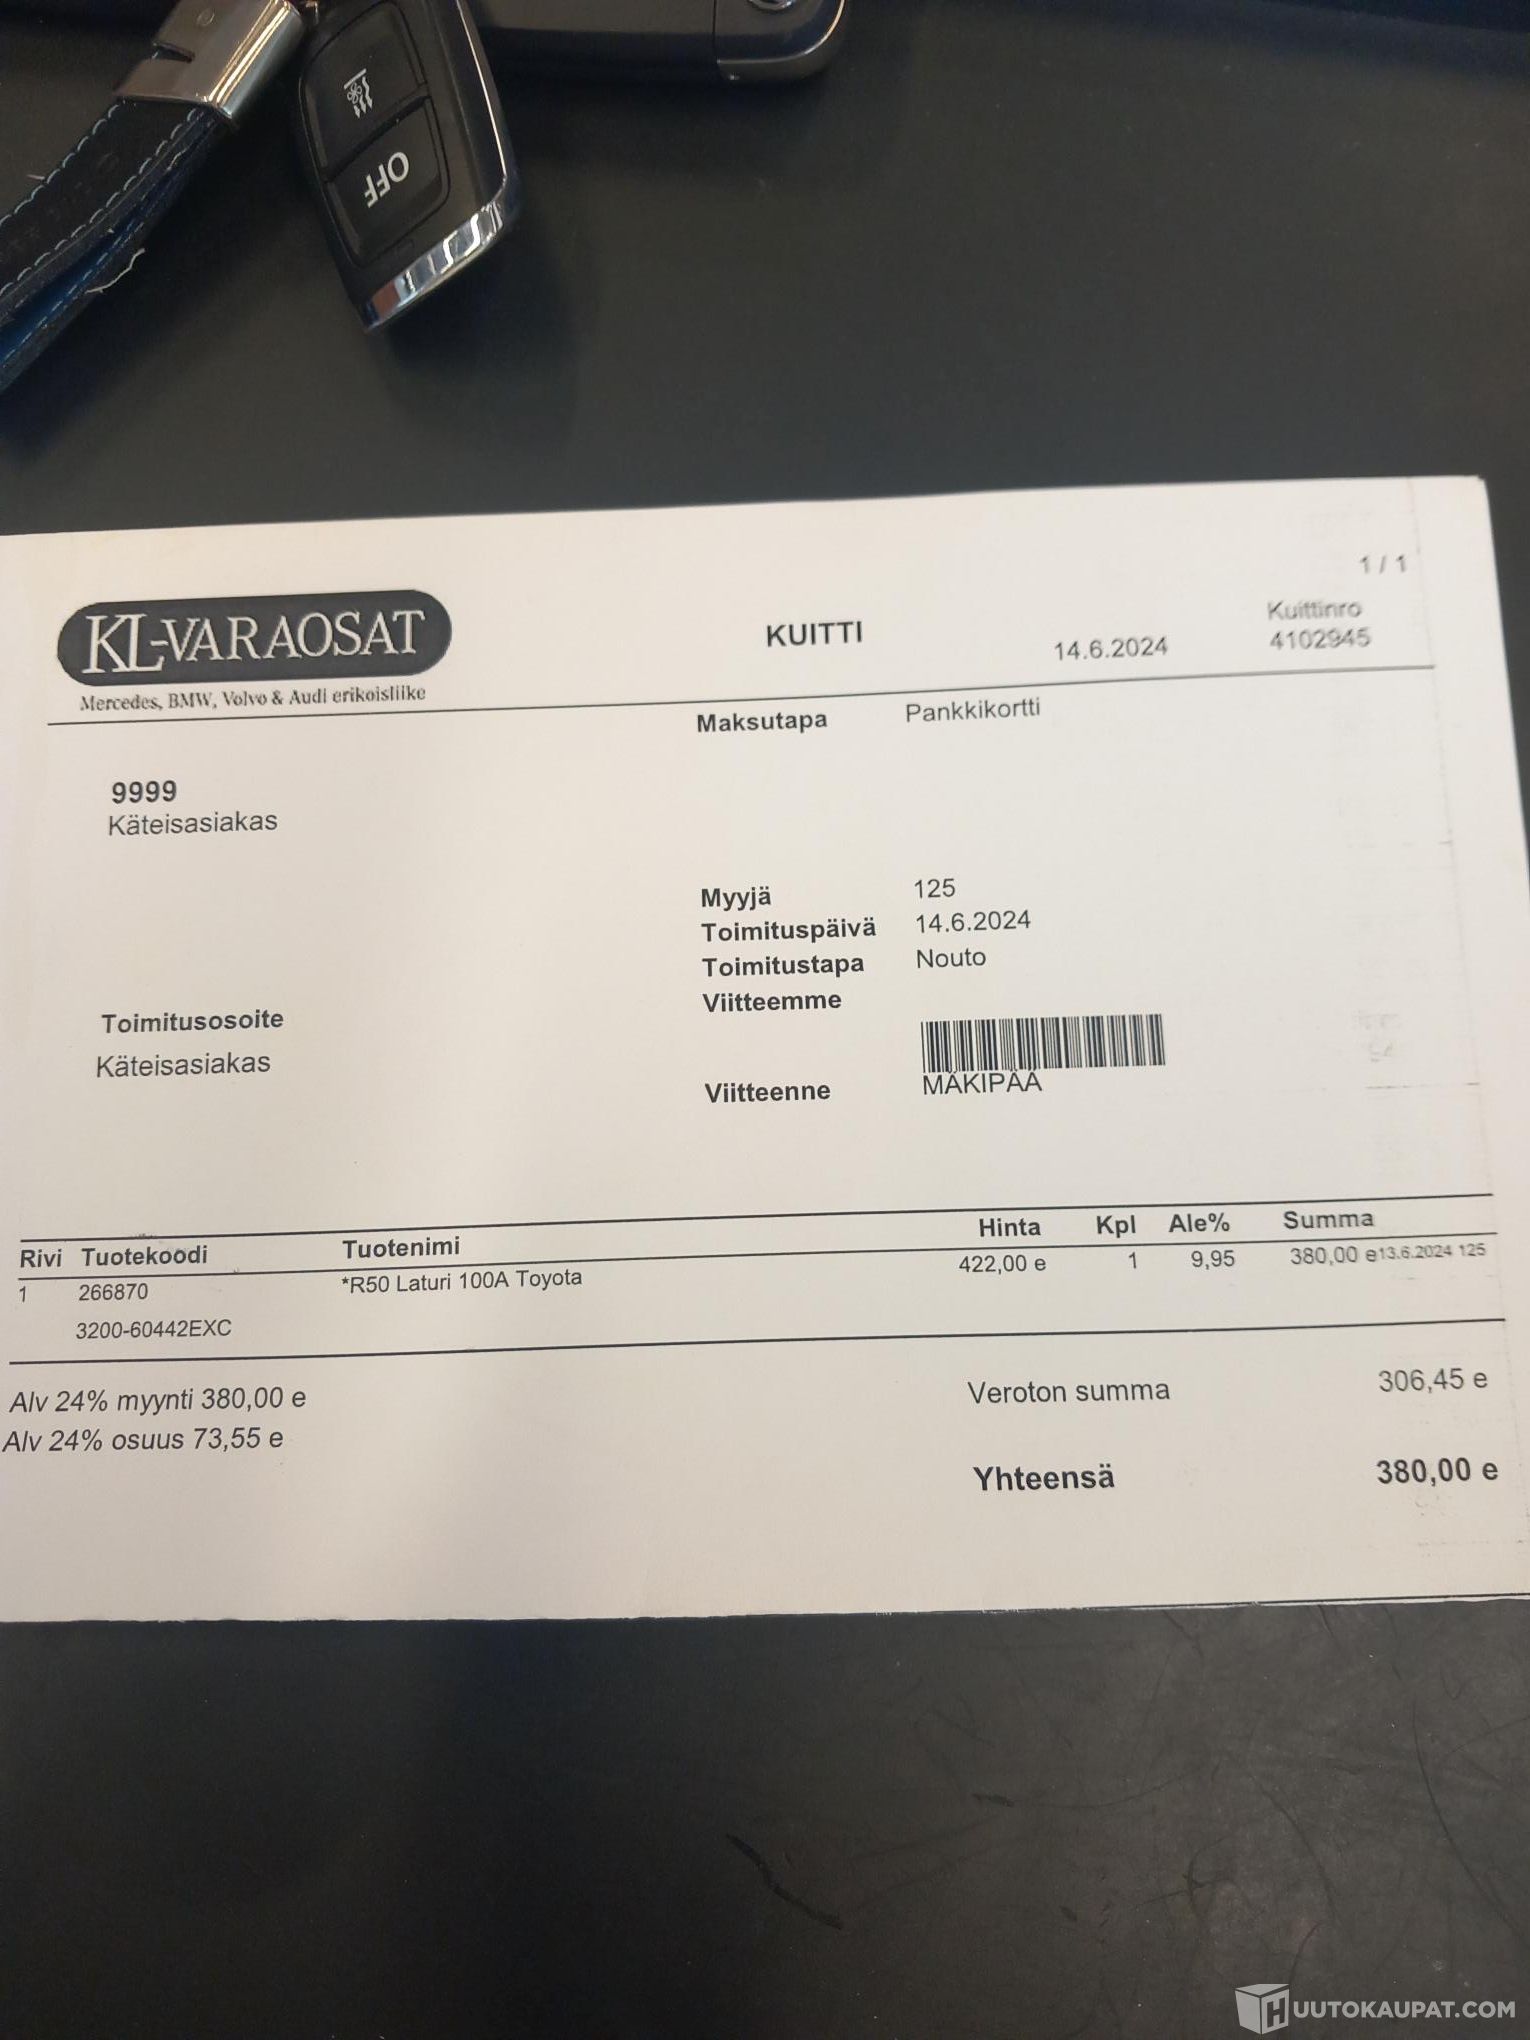 OFF
1 / 1
KL-VARAOSAT
Mercedes, BMW, Volvo & Audi erikoisliike
KUITTI
14.6.2024
Kuittinro
4102945
Maksutapa Pankkikortti
9999
Käteisasiakas
Myyjä 125
Toimituspäivä 14.6.2024
Toimitustapa Nouto
Viitteemme
Toimitusosoite
Käteisasiakas
Viitteenne MÄKIPÄÄ
Rivi Tuotekoodi Tuotenimi Hinta Kpl Ale% Summa
1 266870 *R50 Laturi 100A Toyota 422,00 e 1 9,95 380,00 e 13.6.2024 125
3200-60442EXC
Alv 24% myynti 380,00 e
Alv 24% osuus 73,55 e
Veroton summa 306,45 e
Yhteensä 380,00 e
HUUTOKAUPAT.COM